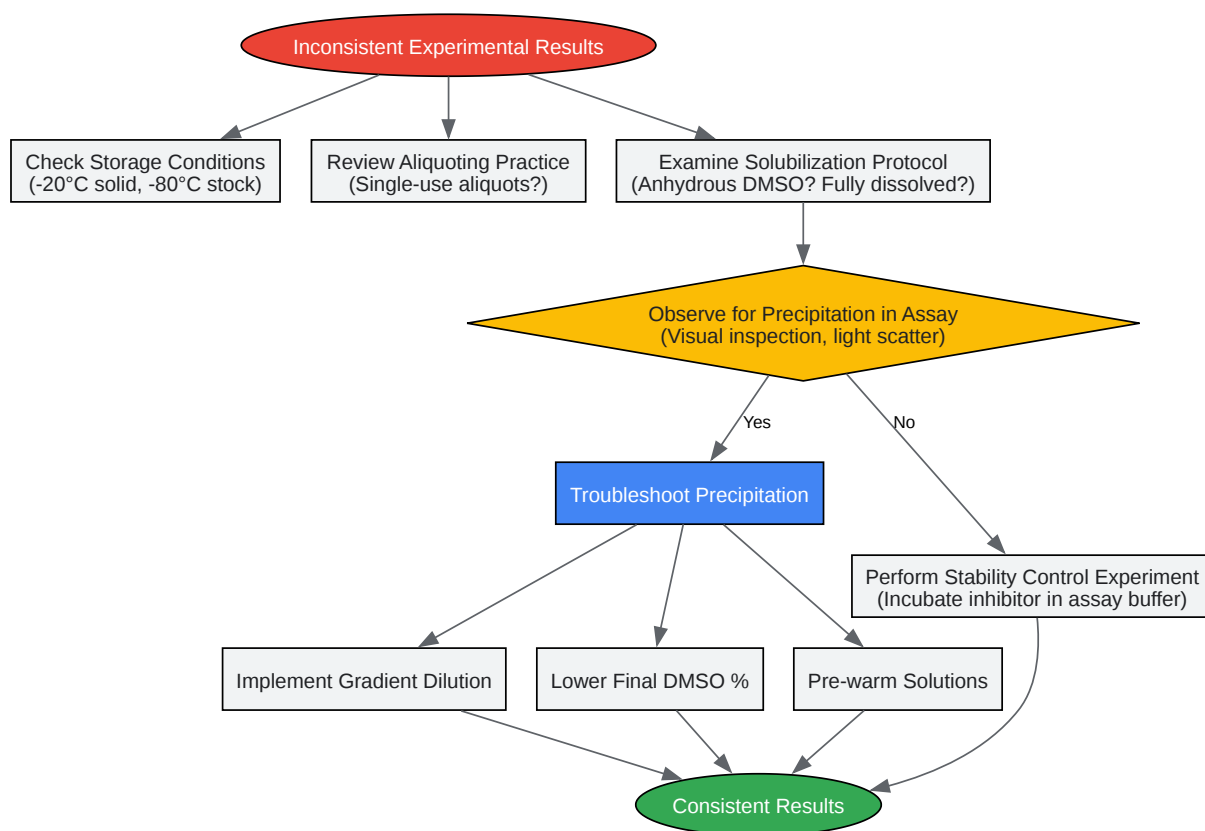 Inconsistent Experimental Results
Check Storage Conditions
(-20°C solid, -80°C stock)
Review Aliquoting Practice
(Single-use aliquots?)
Examine Solubilization Protocol
(Anhydrous DMSO? Fully dissolved?)
Observe for Precipitation in Assay
(Visual inspection, light scatter)
Yes
No
Troubleshoot Precipitation
Perform Stability Control Experiment
(Incubate inhibitor in assay buffer)
Implement Gradient Dilution
Lower Final DMSO %
Pre-warm Solutions
Consistent Results